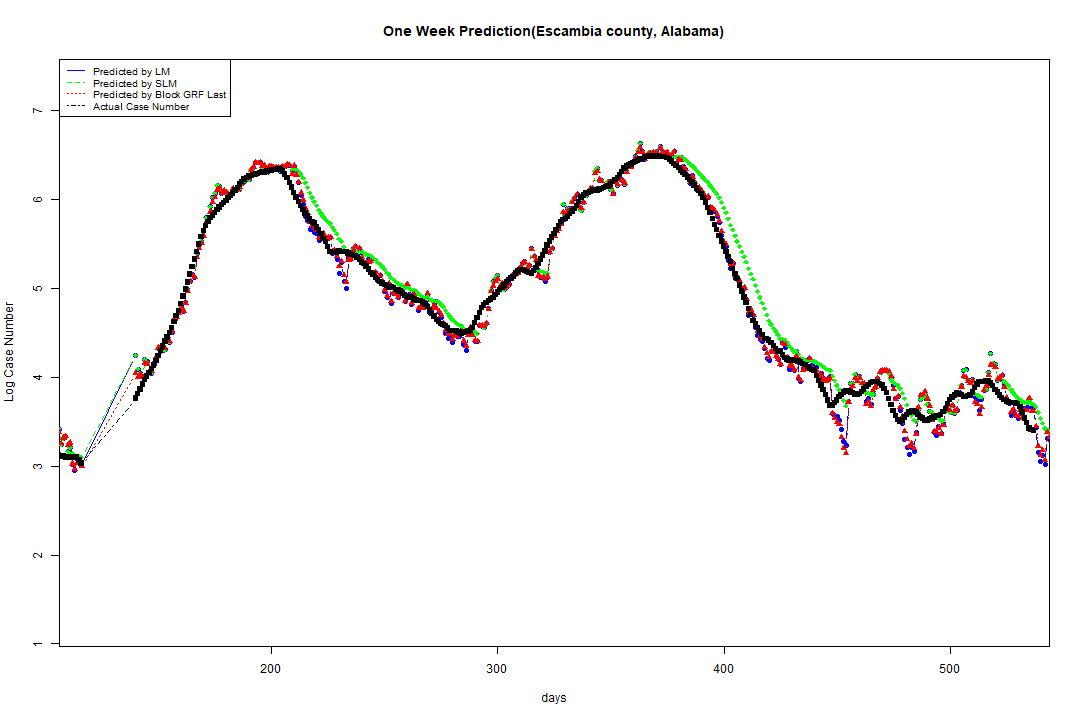 One Week Prediction(Escambia county, Alabama)
Predicted by LM
Predicted by SLM
Predicted by Block GRF Last
Actual Case Number
7
6
5
4
3
2
1
Log Case Number
200 300 400 500
days